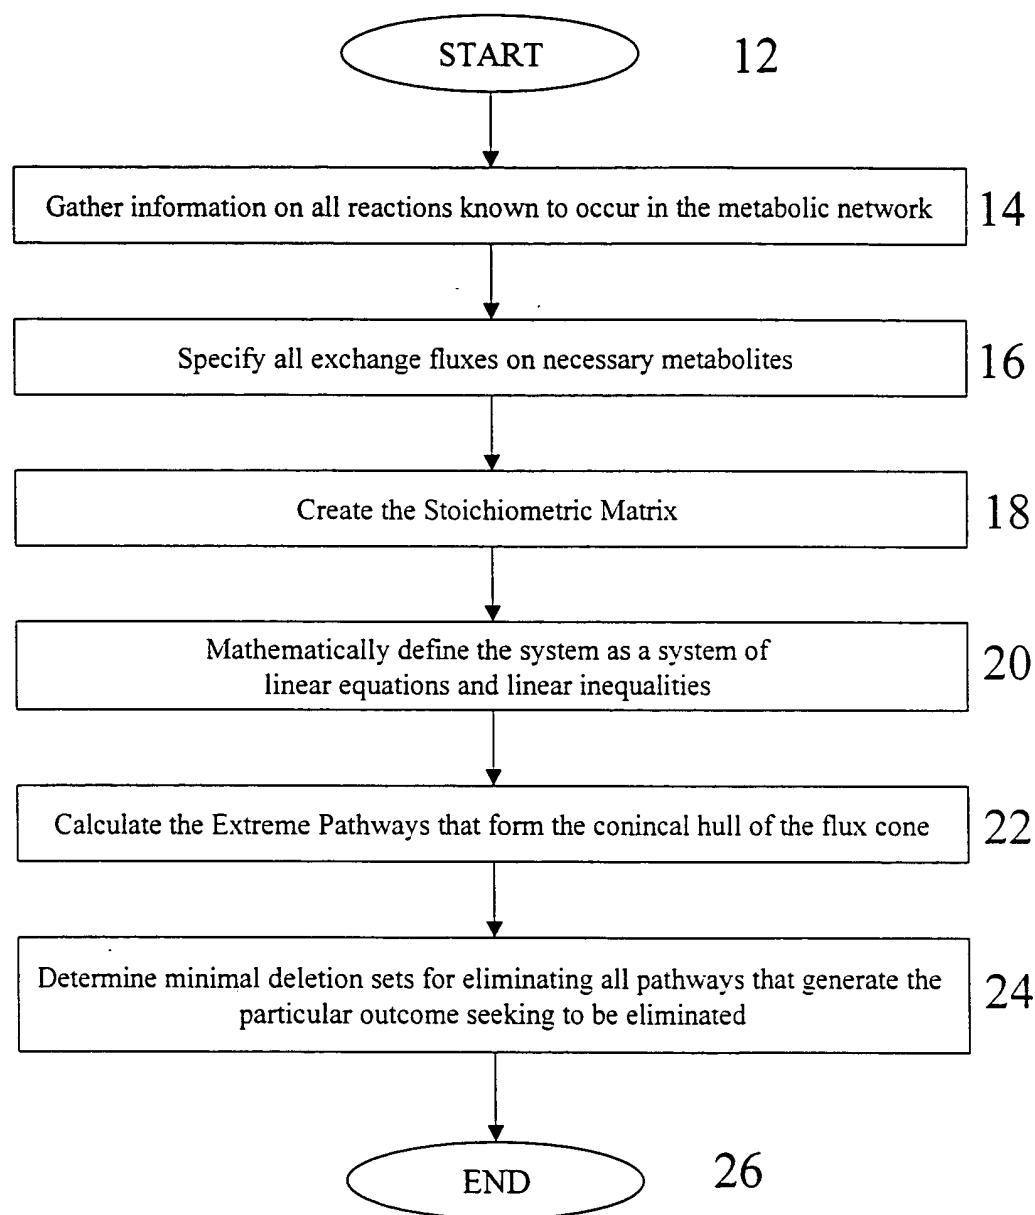 START
12
Gather information on all reactions known to occur in the metabolic network
14
Specify all exchange fluxes on necessary metabolites
16
Create the Stoichiometric Matrix
18
Mathematically define the system as a system of
linear equations and linear inequalities
20
Calculate the Extreme Pathways that form the conincal hull of the flux cone
22
Determine minimal deletion sets for eliminating all pathways that generate the
particular outcome seeking to be eliminated
24
END
26